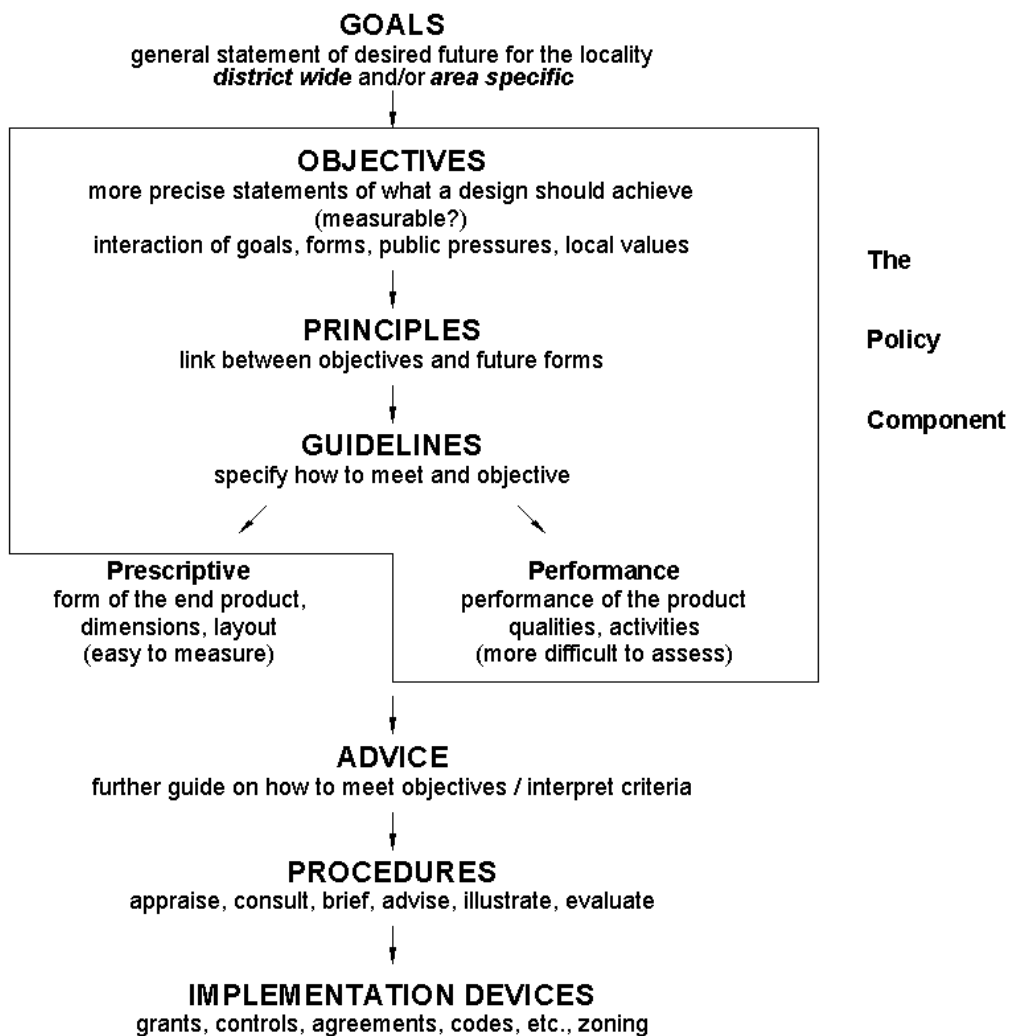 GOALS
general statement of desired future for the locality
district wide and/or area specific
OBJECTIVES
more precise statements of what a design should achieve
(measurable?)
interaction of goals, forms, public pressures, local values
The
PRINCIPLES
Policy
link between objectives and future forms
Component
GUIDELINES
specify how to meet and objective
Prescriptive
form of the end product,
dimensions, layout
(easy to measure)
Performance
performance of the product
qualities, activities
(more difficult to assess)
ADVICE
further guide on how to meet objectives / interpret criteria
PROCEDURES
appraise, consult, brief, advise, illustrate, evaluate
IMPLEMENTATION DEVICES
grants, controls, agreements, codes, etc., zoning